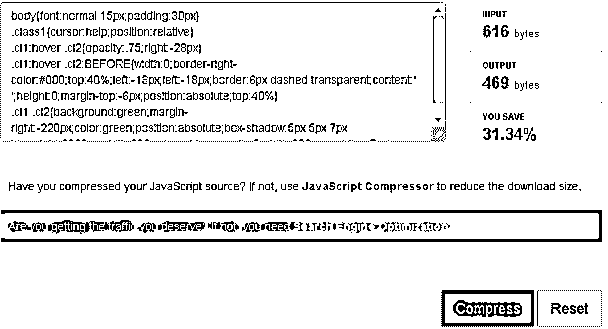 body{font:normal 15px;padding:30px}
.class1{cursor:help;position:relative}
.cl1:hover .cl2{opacity:.75;right:-28px}
.cl1:hover .cl2:BEFORE{width:0;border-right-
color:#000;top:40%;left:-18px;left:-18px;border:6px dashed transparent;content:"
";height:0;margin-top:-6px;position:absolute;top:40%}
.cl1 .cl2{background:green;margin-
right:-220px;color:green;position:absolute;box-shadow:5px 5px 7px
INPUT
616 bytes
OUTPUT
469 bytes
YOU SAVE
31.34%
Have you compressed your JavaScript source? If not, use JavaScript Compressor to reduce the download size.
Are you getting the traffic you deserve? If not, you need Search Engine Optimization
Compress
Reset